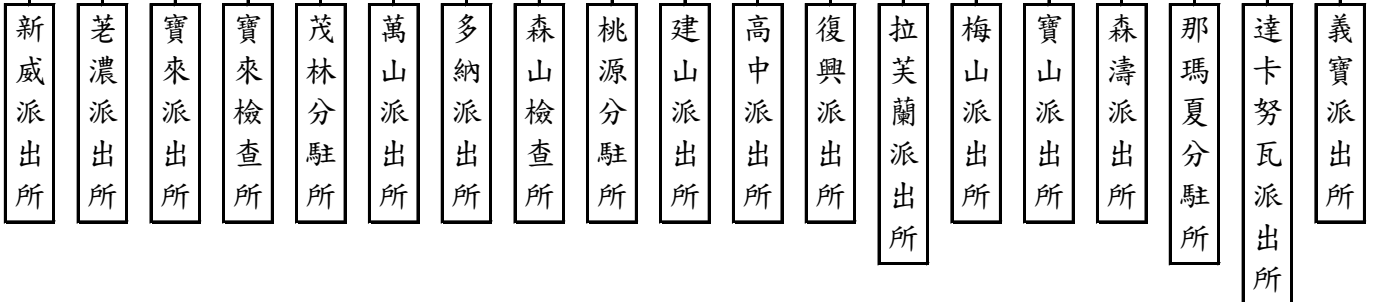 新威派出所
荖濃派出所
寶來派出所
寶來檢查所
茂林分駐所
萬山派出所
多納派出所
森山檢查所
桃源分駐所
建山派出所
高中派出所
復興派出所
拉芙蘭派出所
梅山派出所
寶山派出所
森濤派出所
那瑪夏分駐所
達卡努瓦派出所
義寶派出所